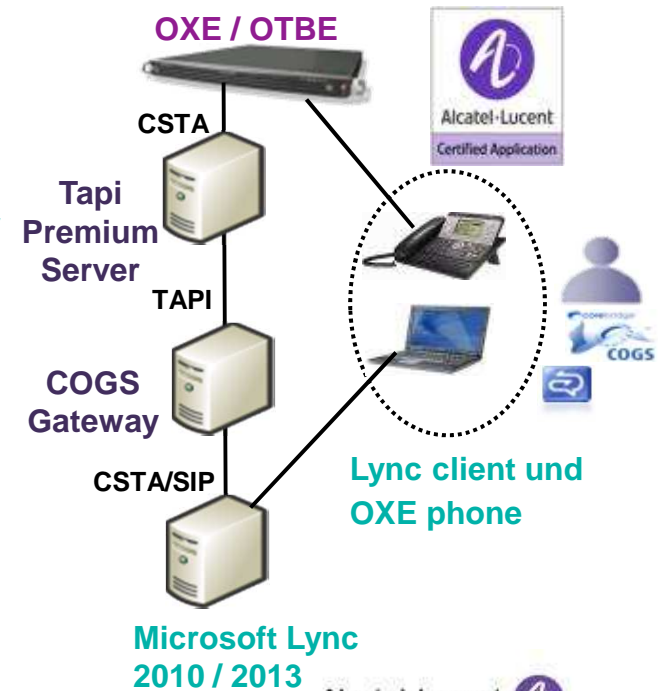 OXE / OTBE
Alcatel·Lucent
Certified Application
CSTA
Tapi
Premium
Server
TAPI
COGS
COGS
Gateway
CSTA/SIP
Lync client und
OXE phone
Microsoft Lync
2010 / 2013